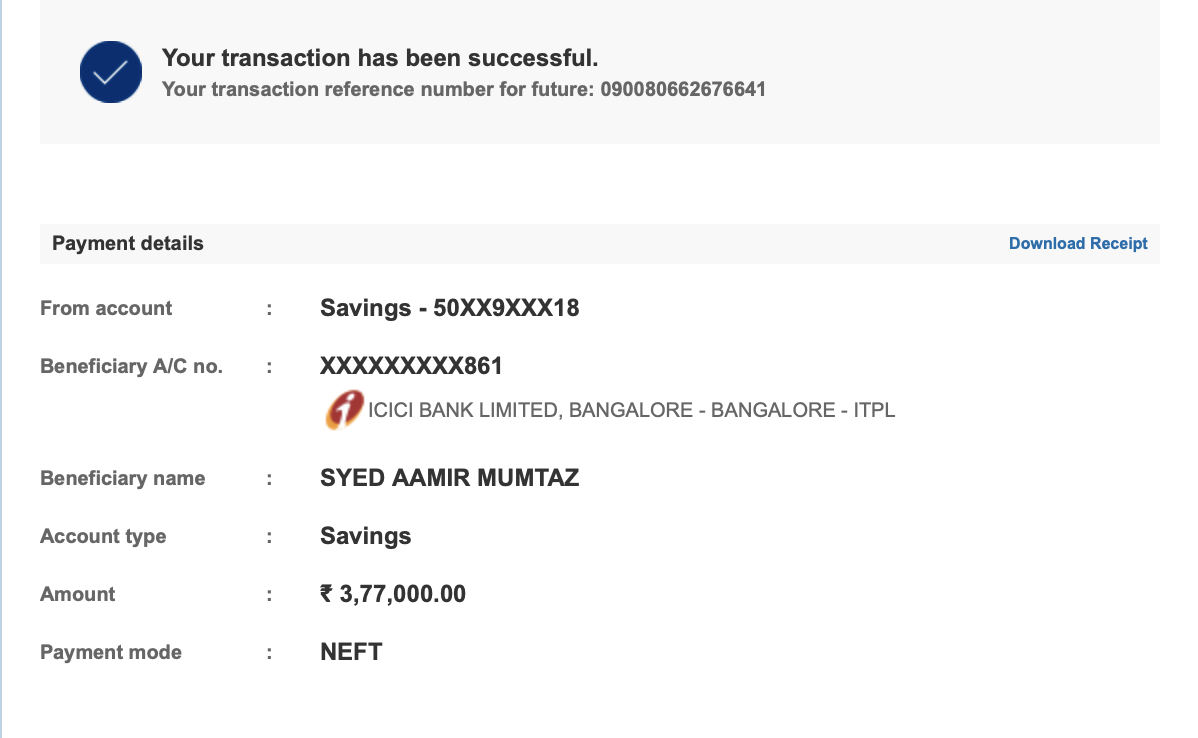 Your transaction has been successful.
Your transaction reference number for future: 090080662676641
Payment details
Download Receipt
From account : Savings - 50XX9XXX18
Beneficiary A/C no. : XXXXXXXXX861
ICICI BANK LIMITED, BANGALORE - BANGALORE - ITPL
Beneficiary name : SYED AAMIR MUMTAZ
Account type : Savings
Amount : ₹ 3,77,000.00
Payment mode : NEFT